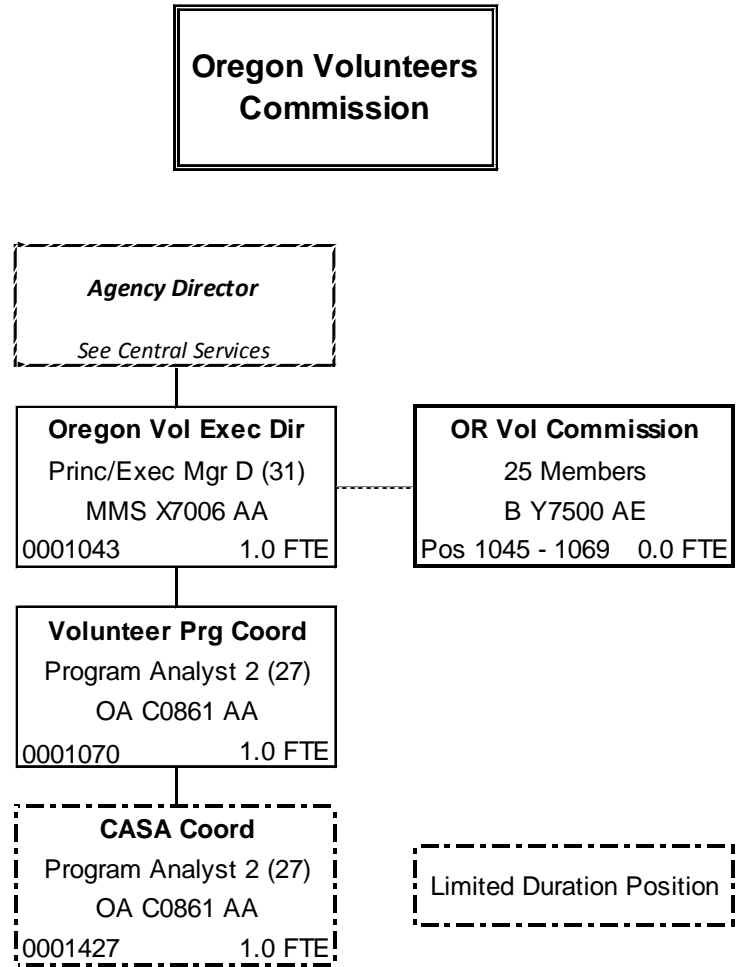 Oregon Volunteers
Commission
Agency Director
See Central Services
Oregon Vol Exec Dir
Princ/Exec Mgr D (31)
MMS X7006 AA
0001043 1.0 FTE
OR Vol Commission
25 Members
B Y7500 AE
Pos 1045 - 1069 0.0 FTE
Volunteer Prg Coord
Program Analyst 2 (27)
OA C0861 AA
0001070 1.0 FTE
CASA Coord
Program Analyst 2 (27)
OA C0861 AA
0001427 1.0 FTE
Limited Duration Position